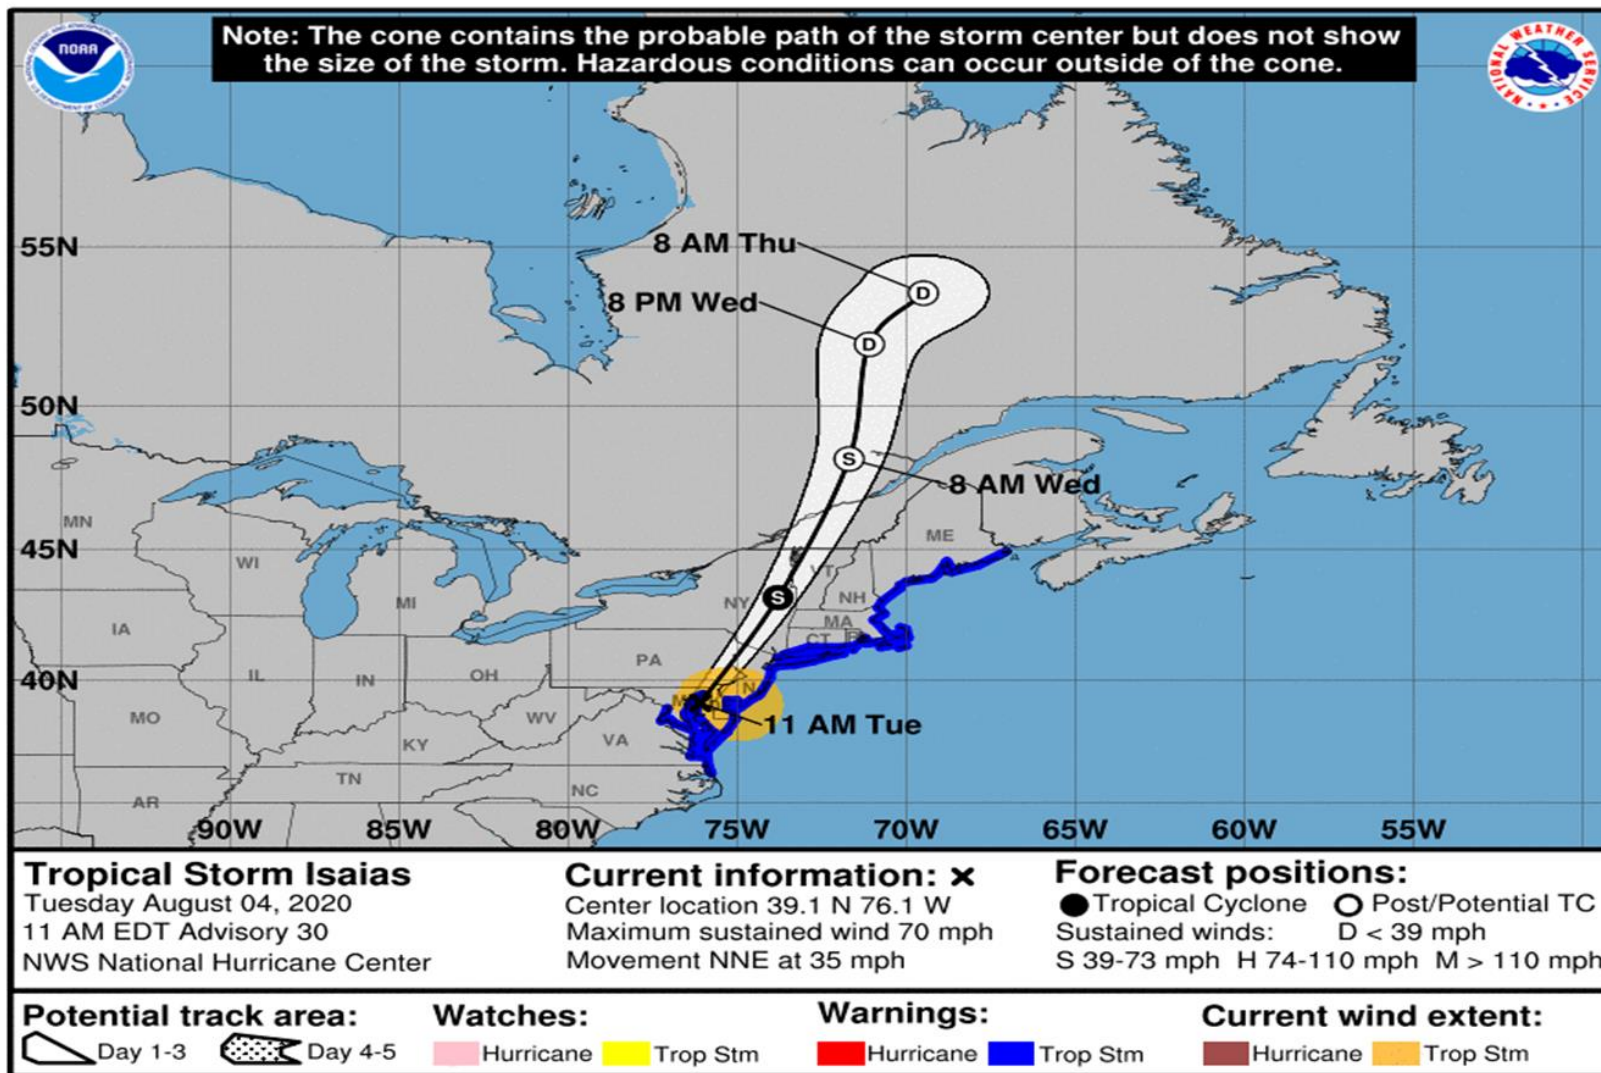 NOAA
Note: The cone contains the probable path of the storm center but does not show
the size of the storm. Hazardous conditions can occur outside of the cone.
NATIONAL WEATHER SERVICE
8 AM Thu
55N
8 PM Wed
50N
8 AM Wed
MN
ME
45N
WI
VT
MI
NY
NH
MA
IA
CT
PA
40N
IL
IN
OH
MO
WV
11 AM Tue
VA
KY
TN
NC
AR
90W
85W
80W
75W
70W
65W
60W
55W
S
S
D
D
Tropical Storm Isaias
Tuesday August 04, 2020
11 AM EDT Advisory 30
NWS National Hurricane Center
Current information: x
Center location 39.1 N 76.1 W
Maximum sustained wind 70 mph
Movement NNE at 35 mph
Forecast positions:
Tropical Cyclone Post/Potential TC
Sustained winds: D < 39 mph
S 39-73 mph H 74-110 mph M > 110 mph
Potential track area:
Day 1-3 Day 4-5
Watches:
Hurricane Trop Stm
Warnings:
Hurricane Trop Stm
Current wind extent:
Hurricane Trop Stm